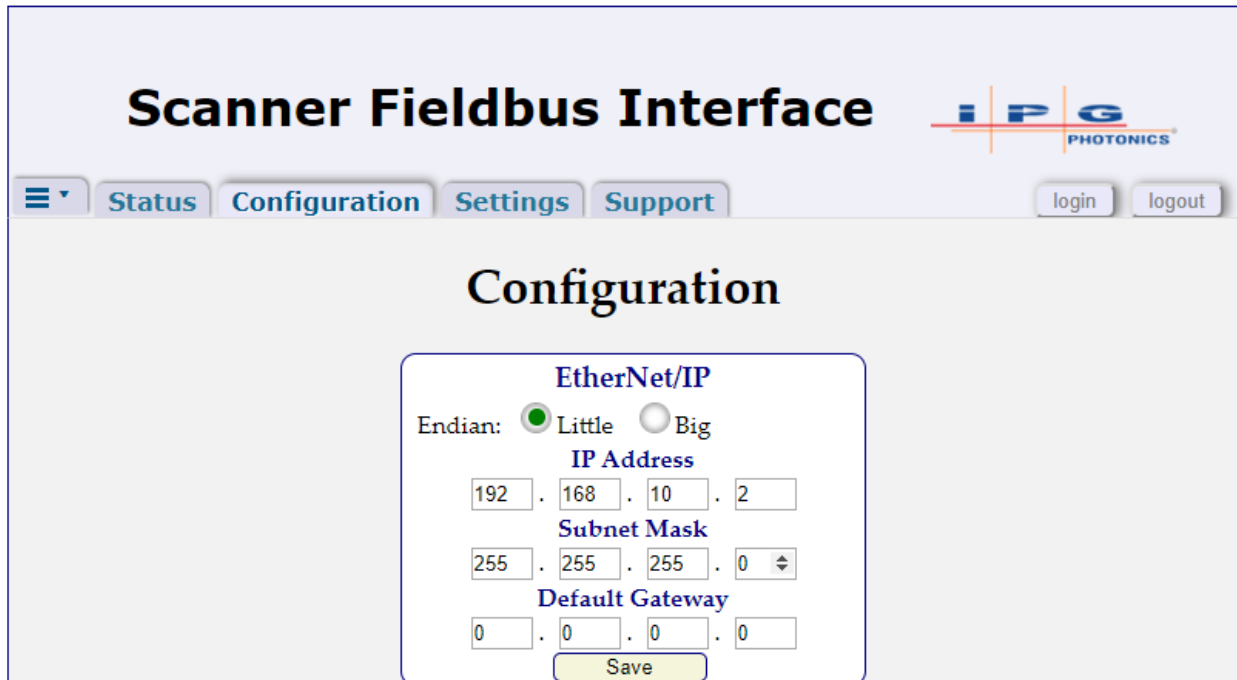 Scanner Fieldbus Interface
IPG
PHOTONICS
Status Configuration Settings Support login logout
Configuration
EtherNet/IP
Endian: Little Big
IP Address
192 . 168 . 10 . 2
Subnet Mask
255 . 255 . 255 . 0
Default Gateway
0 . 0 . 0 . 0
Save